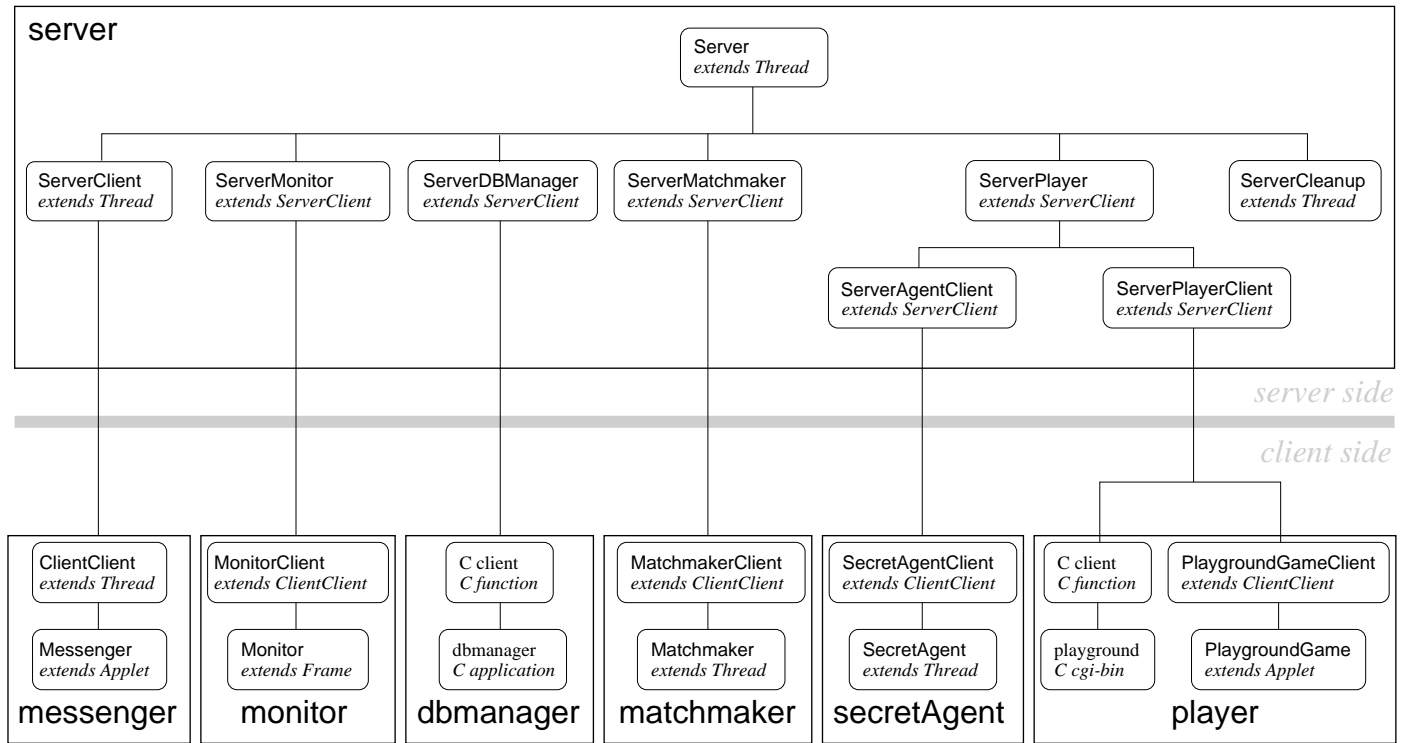 server
Server
extends Thread
ServerClient
extends Thread
ServerMonitor
extends ServerClient
ServerDBManager
extends ServerClient
ServerMatchmaker
extends ServerClient
ServerPlayer
extends ServerClient
ServerCleanup
extends Thread
ServerAgentClient
extends ServerClient
ServerPlayerClient
extends ServerClient
server side
client side
ClientClient
extends Thread
Messenger
extends Applet
messenger
MonitorClient
extends ClientClient
Monitor
extends Frame
monitor
C client
C function
dbmanager
C application
dbmanager
MatchmakerClient
extends ClientClient
Matchmaker
extends Thread
matchmaker
SecretAgentClient
extends ClientClient
SecretAgent
extends Thread
secretAgent
C client
C function
playground
C cgi-bin
PlaygroundGameClient
extends ClientClient
PlaygroundGame
extends Applet
player